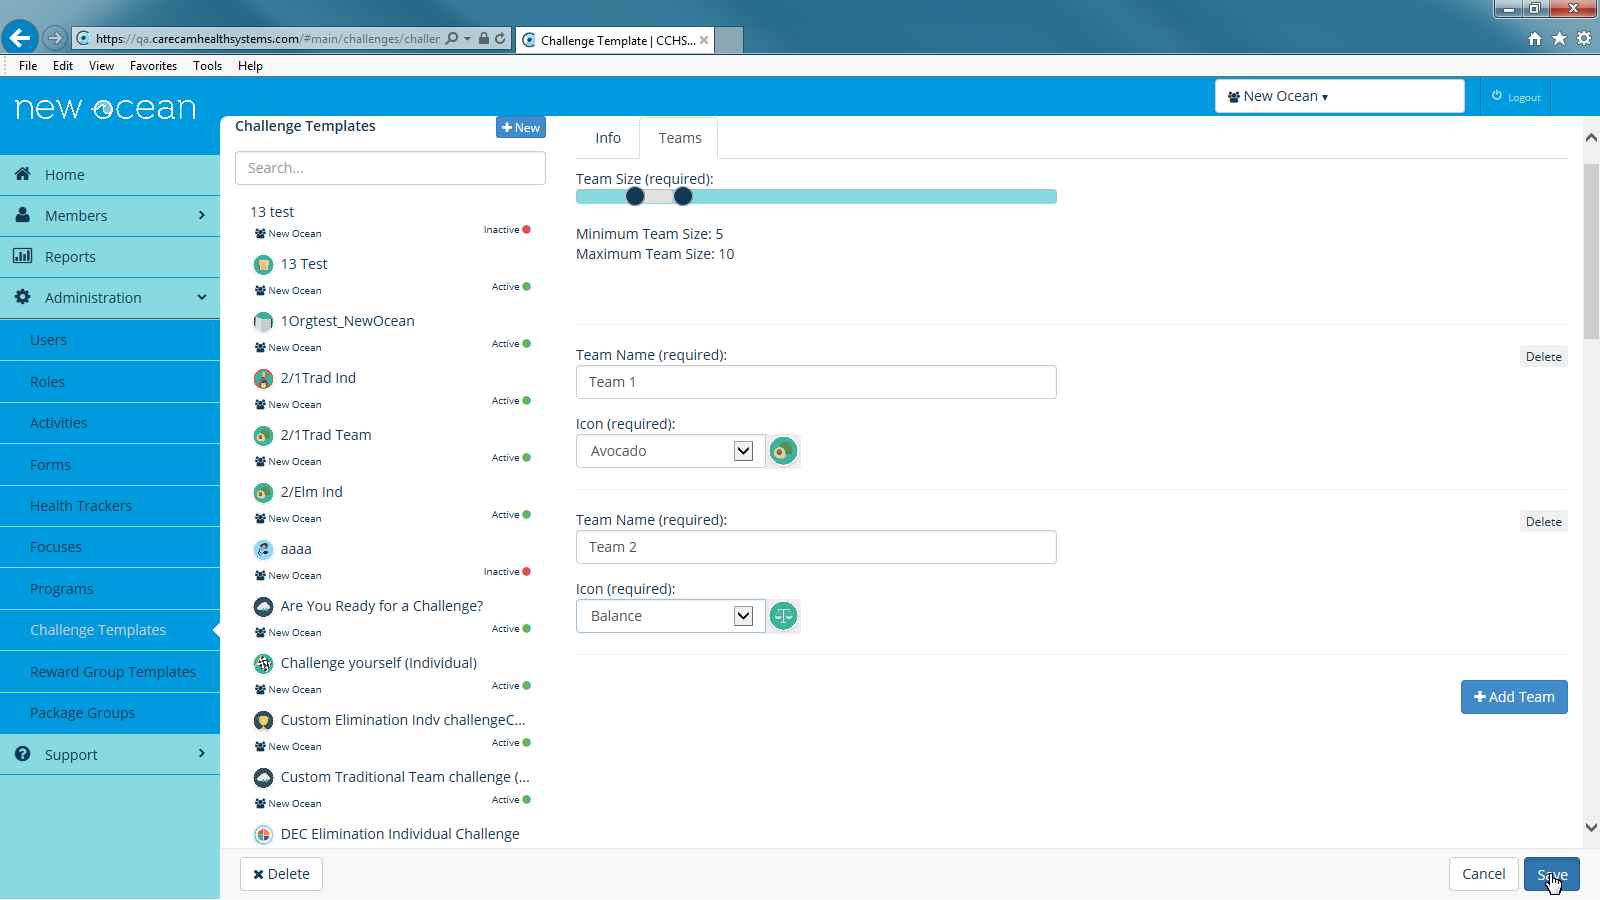 https://qa.carecamhealthsystems.com/#main/challenges/challer
Challenge Template | CCHS...
File Edit View Favorites Tools Help
new ocean
New Ocean
Logout
Home
Members
Reports
Administration
Users
Roles
Activities
Forms
Health Trackers
Focuses
Programs
Challenge Templates
Reward Group Templates
Package Groups
Support
Challenge Templates
New
Search...
13 test
New Ocean Inactive
13 Test
New Ocean Active
1Orgtest_NewOcean
New Ocean Active
2/1Trad Ind
New Ocean Active
2/1Trad Team
New Ocean Active
2/Elm Ind
New Ocean Active
aaaa
New Ocean Inactive
Are You Ready for a Challenge?
New Ocean Active
Challenge yourself (Individual)
New Ocean Active
Custom Elimination Indv challengeC...
New Ocean Active
Custom Traditional Team challenge (...
New Ocean Active
DEC Elimination Individual Challenge
Info Teams
Team Size (required):
Minimum Team Size: 5
Maximum Team Size: 10
Team Name (required):
Delete
Team 1
Icon (required):
Avocado
Team Name (required):
Delete
Team 2
Icon (required):
Balance
Add Team
Delete
Cancel
Save